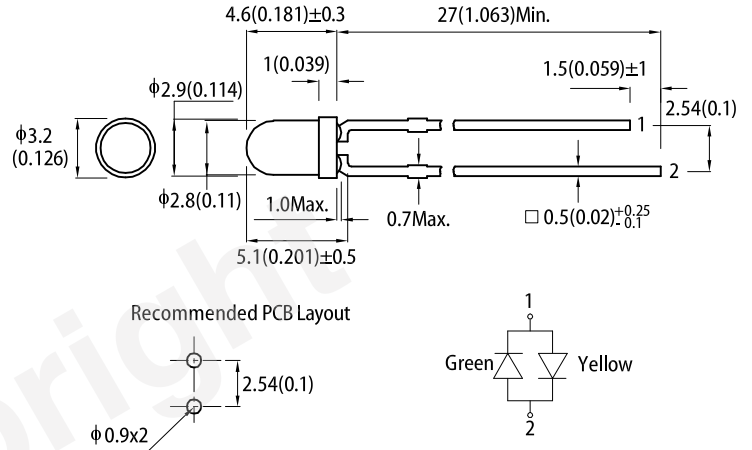 4.6(0.181)±0.3
27(1.063)Min.
1(0.039)
1.5(0.059)±1
ϕ2.9(0.114)
2.54(0.1)
1
ϕ3.2
(0.126)
2
ϕ2.8(0.11)
1.0Max.
0.7Max.
□ 0.5(0.02)+0.25
-0.1
5.1(0.201)±0.5
Recommended PCB Layout
1
Green
Yellow
2.54(0.1)
2
ϕ0.9x2